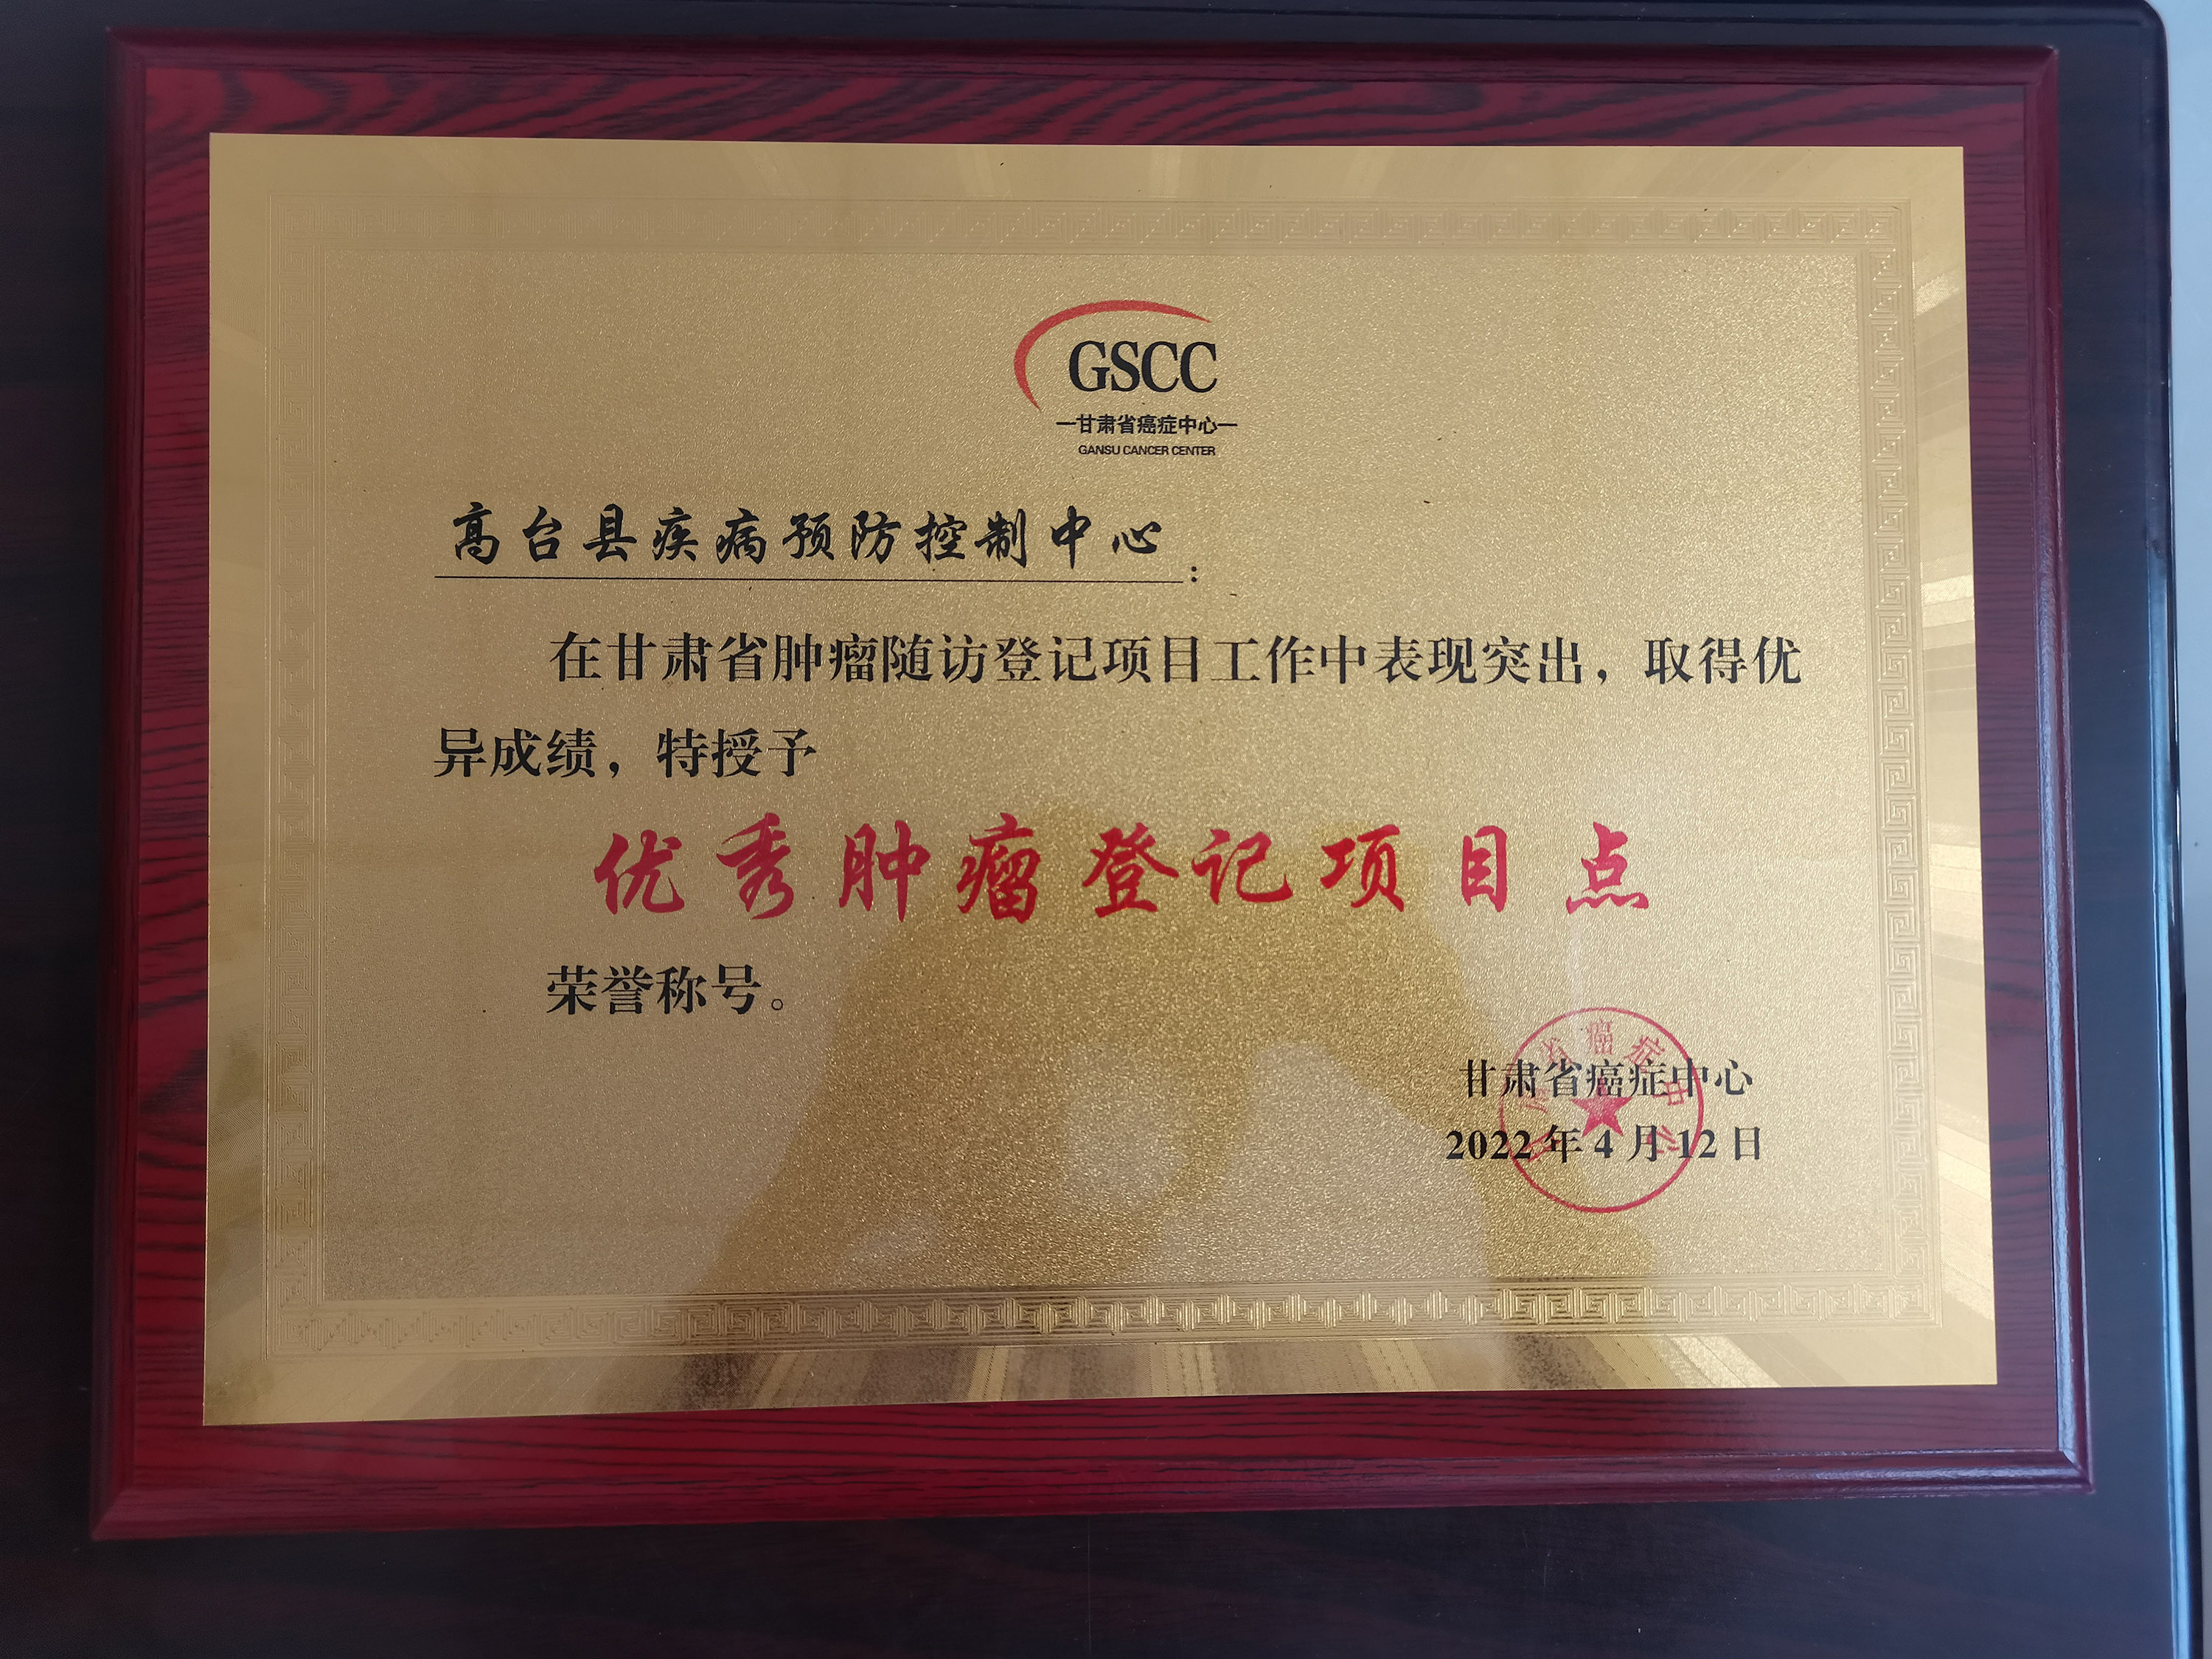 GSCC
甘肃省癌症中心
GANSU CANCER CENTER
高台县疾病预防控制中心：
在甘肃省肿瘤随访登记项目工作中表现突出，取得优
异成绩，特授予
优秀肿瘤登记项目点
荣誉称号。
甘肃省癌症中心
2022年4月12日